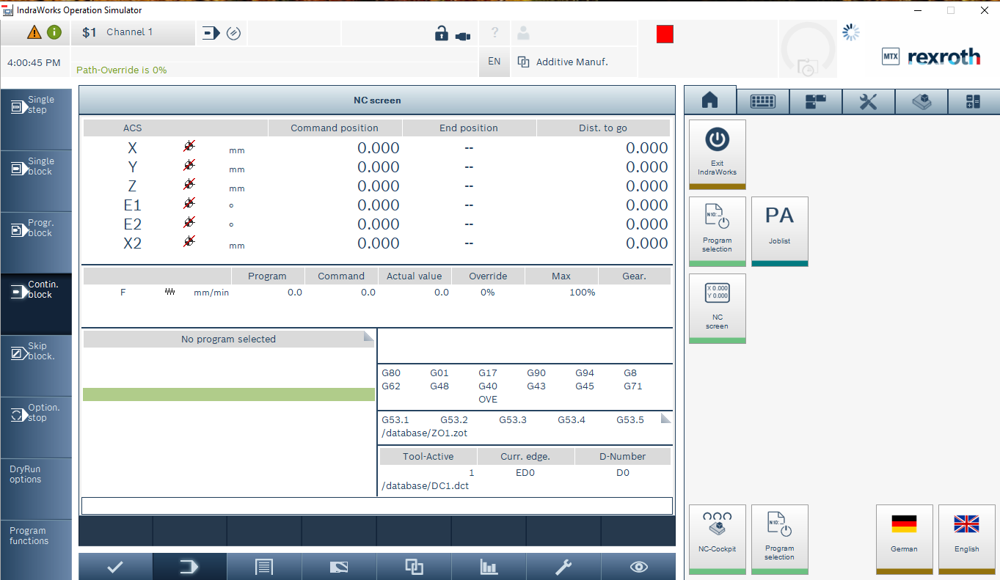 IndraWorks Operation Simulator
$1 Channel 1
?
4:00:45 PM
Path-Override is 0%
EN
Additive Manuf.
MTX rexroth
Single
step
Single
block
Progr.
block
Contin.
block
Skip
block.
Option.
stop
DryRun
options
Program
functions
NC screen
ACS Command position End position Dist. to go
X mm 0.000 -- 0.000
Y mm 0.000 -- 0.000
Z mm 0.000 -- 0.000
E1 ° 0.000 -- 0.000
E2 ° 0.000 -- 0.000
X2 mm 0.000 -- 0.000
Program Command Actual value Override Max Gear.
F mm/min 0.0 0.0 0.0 0% 100%
No program selected
G80 G01 G17 G90 G94 G8
G62 G48 G40 G43 G45 G71
OVE
G53.1 G53.2 G53.3 G53.4 G53.5
/database/ZO1.zot
Tool-Active Curr. edge. D-Number
1 ED0 D0
/database/DC1.dct
Exit
IndraWorks
N10:_
Program
selection
PA
Joblist
X 0.000
Y 0.000
NC
screen
NC-Cockpit
N10:_
Program
selection
German
English